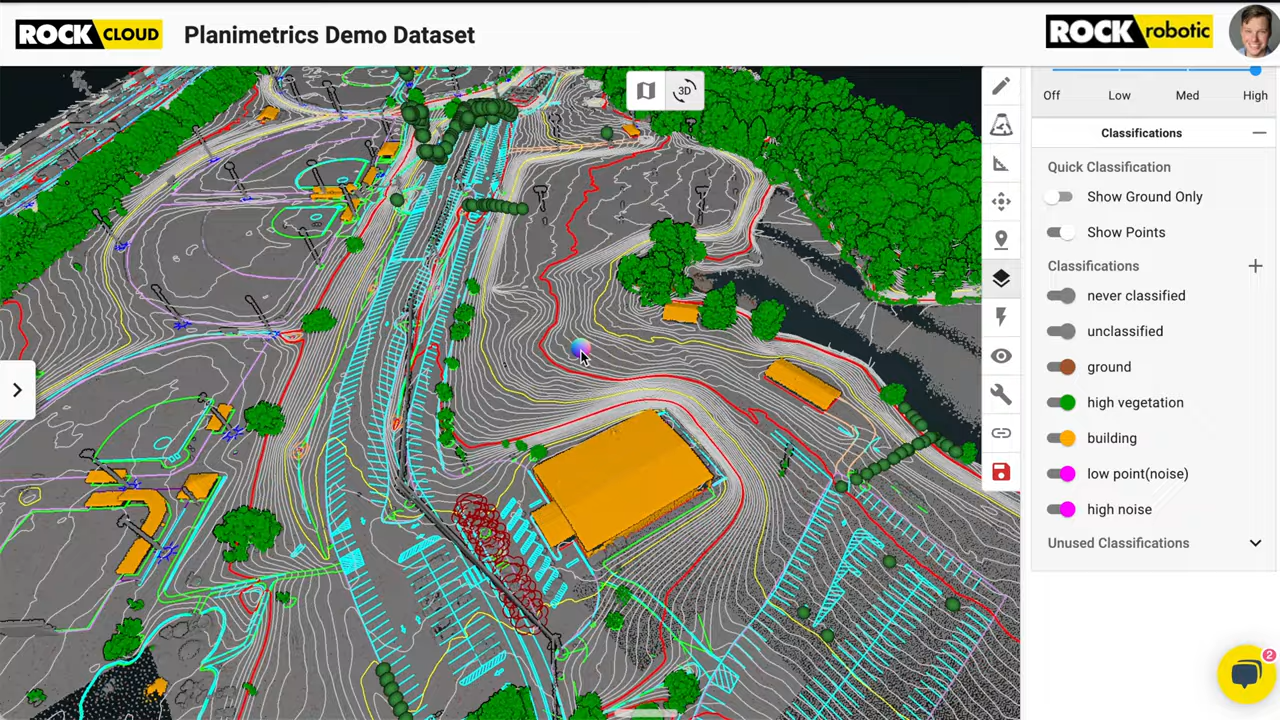 ROCK CLOUD Planimetrics Demo Dataset ROCK robotic
3D
Off Low Med High
Classifications
Quick Classification
Show Ground Only
Show Points
Classifications
never classified
unclassified
ground
high vegetation
building
low point(noise)
high noise
Unused Classifications
2